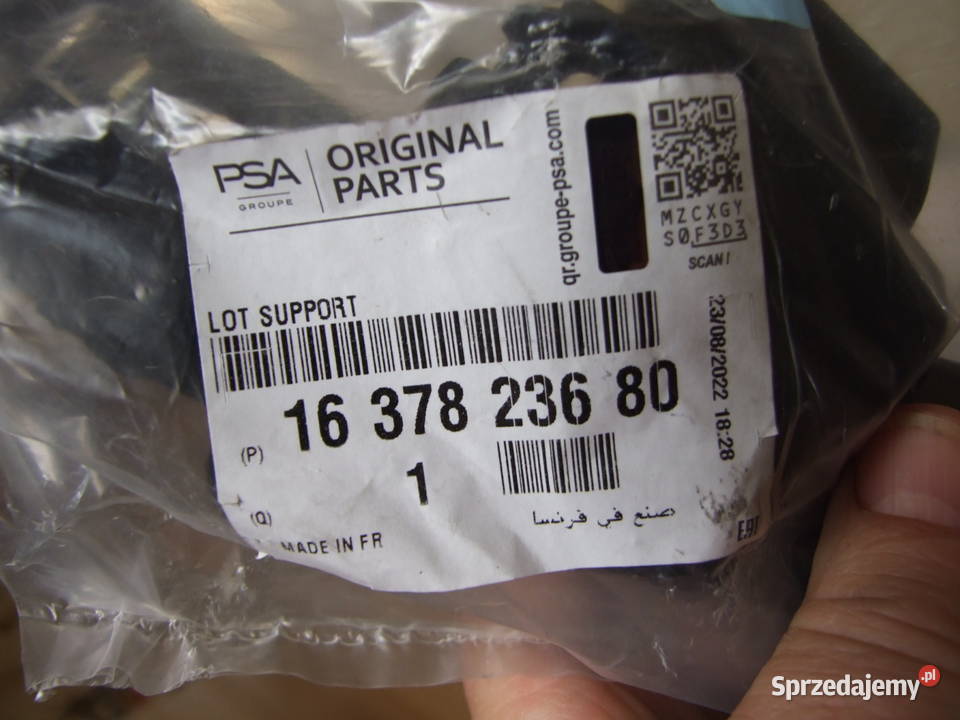 PSA
GROUPE
ORIGINAL
PARTS
qr.groupe-psa.com
MZCXGY
S0F3D3
SCAN!
LOT SUPPORT
23/08/2022 18:28
(P) 16 378 236 80
(Q) 1
صنع في فرنسا
MADE IN FR
EAC
Sprzedajemy.pl